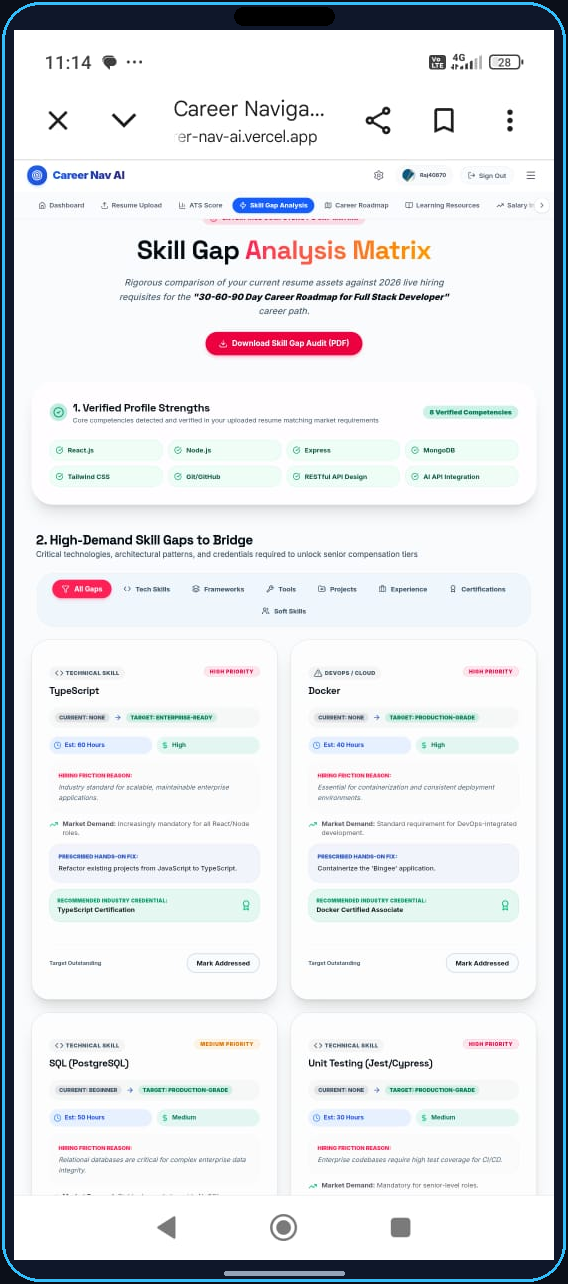 11:14
Vo LTE
4G
28
Career Naviga...
er-nav-ai.vercel.app
Career Nav AI
Raj40870
Sign Out
Dashboard
Resume Upload
ATS Score
Skill Gap Analysis
Career Roadmap
Learning Resources
Salary
Skill Gap Analysis Matrix
Rigorous comparison of your current resume assets against 2026 live hiring
requisites for the "30-60-90 Day Career Roadmap for Full Stack Developer"
career path.
Download Skill Gap Audit (PDF)
1. Verified Profile Strengths
Core competencies detected and verified in your uploaded resume matching market requirements
8 Verified Competencies
React.js
Node.js
Express
MongoDB
Tailwind CSS
Git/GitHub
RESTful API Design
AI API Integration
2. High-Demand Skill Gaps to Bridge
Critical technologies, architectural patterns, and credentials required to unlock senior compensation tiers
All Gaps
Tech Skills
Frameworks
Tools
Projects
Experience
Certifications
Soft Skills
TECHNICAL SKILL
HIGH PRIORITY
TypeScript
CURRENT: NONE
TARGET: ENTERPRISE-READY
Est: 60 Hours
$ High
HIRING FRICTION REASON:
Industry standard for scalable, maintainable enterprise
applications.
Market Demand: Increasingly mandatory for all React/Node
roles.
PRESCRIBED HANDS-ON FIX:
Refactor existing projects from JavaScript to TypeScript.
RECOMMENDED INDUSTRY CREDENTIAL:
TypeScript Certification
Target Outstanding
Mark Addressed
DEVOPS / CLOUD
HIGH PRIORITY
Docker
CURRENT: NONE
TARGET: PRODUCTION-GRADE
Est: 40 Hours
$ High
HIRING FRICTION REASON:
Essential for containerization and consistent deployment
environments.
Market Demand: Standard requirement for DevOps-integrated
development.
PRESCRIBED HANDS-ON FIX:
Containerize the 'Bingee' application.
RECOMMENDED INDUSTRY CREDENTIAL:
Docker Certified Associate
Target Outstanding
Mark Addressed
TECHNICAL SKILL
MEDIUM PRIORITY
SQL (PostgreSQL)
CURRENT: BEGINNER
TARGET: PRODUCTION-GRADE
Est: 50 Hours
$ Medium
HIRING FRICTION REASON:
Relational databases are critical for complex enterprise data
integrity.
TECHNICAL SKILL
HIGH PRIORITY
Unit Testing (Jest/Cypress)
CURRENT: NONE
TARGET: PRODUCTION-GRADE
Est: 30 Hours
$ Medium
HIRING FRICTION REASON:
Enterprise codebases require high test coverage for CI/CD.
Market Demand: Mandatory for senior-level roles.